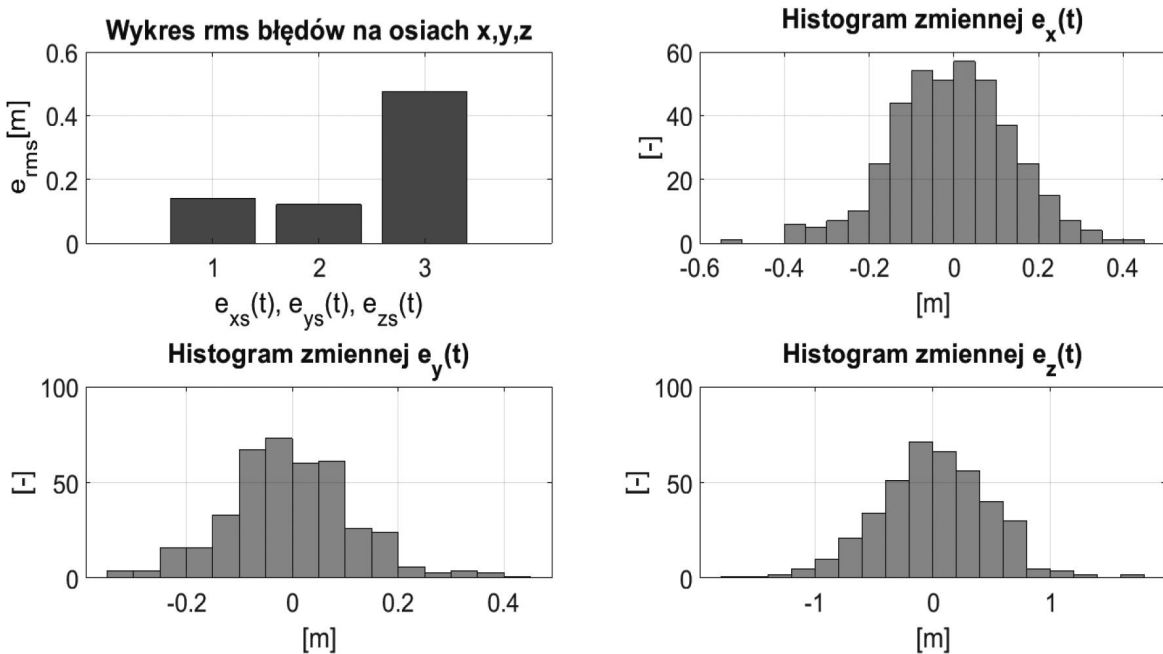 Wykres rms błędów na osiach x,y,z
0.6
0.4
0.2
0
e_rms[m]
1 2 3
e_xs(t), e_ys(t), e_zs(t)
Histogram zmiennej e_x(t)
60
40
20
0
[-]
-0.6 -0.4 -0.2 0 0.2 0.4
[m]
Histogram zmiennej e_y(t)
100
50
0
[-]
-0.2 0 0.2 0.4
[m]
Histogram zmiennej e_z(t)
100
50
0
[-]
-1 0 1
[m]